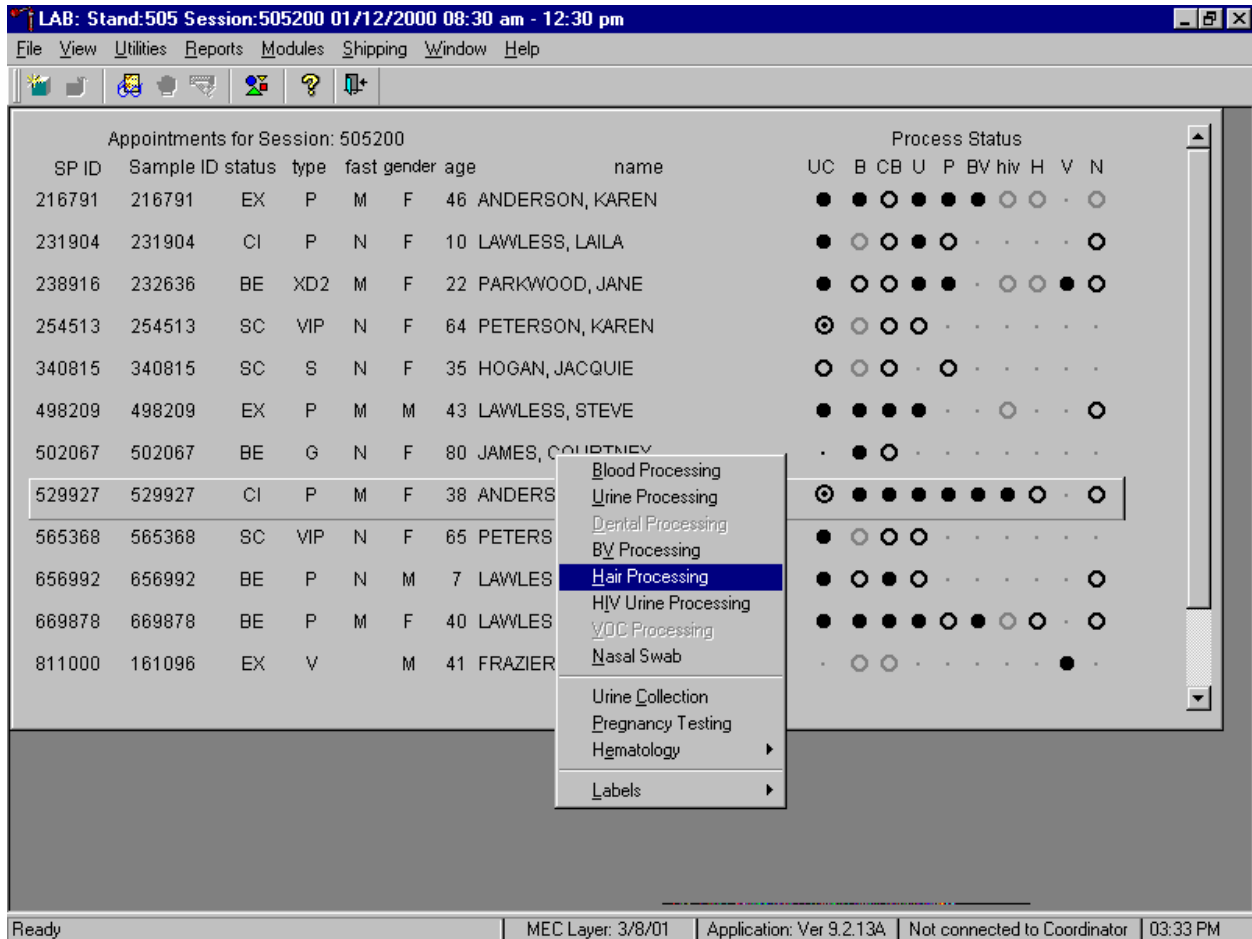 LAB: Stand:505 Session:505200 01/12/2000 08:30 am - 12:30 pm
File View Utilities Reports Modules Shipping Window Help
Appointments for Session: 505200 Process Status
SP ID Sample ID status type fast gender age name UC B CB U P BV hiv H V N
216791 216791 EX P M F 46 ANDERSON, KAREN
231904 231904 CI P N F 10 LAWLESS, LAILA
238916 232636 BE XD2 M F 22 PARKWOOD, JANE
254513 254513 SC VIP N F 64 PETERSON, KAREN
340815 340815 SC S N F 35 HOGAN, JACQUIE
498209 498209 EX P M M 43 LAWLESS, STEVE
502067 502067 BE G N F 80 JAMES, COURTNEY
529927 529927 CI P M F 38 ANDERS
565368 565368 SC VIP N F 65 PETERS
656992 656992 BE P N M 7 LAWLES
669878 669878 BE P M F 40 LAWLES
811000 161096 EX V M 41 FRAZIER
Blood Processing
Urine Processing
Dental Processing
BV Processing
Hair Processing
HIV Urine Processing
VOC Processing
Nasal Swab
Urine Collection
Pregnancy Testing
Hematology
Labels
Ready MEC Layer: 3/8/01 Application: Ver 9.2.13A Not connected to Coordinator 03:33 PM